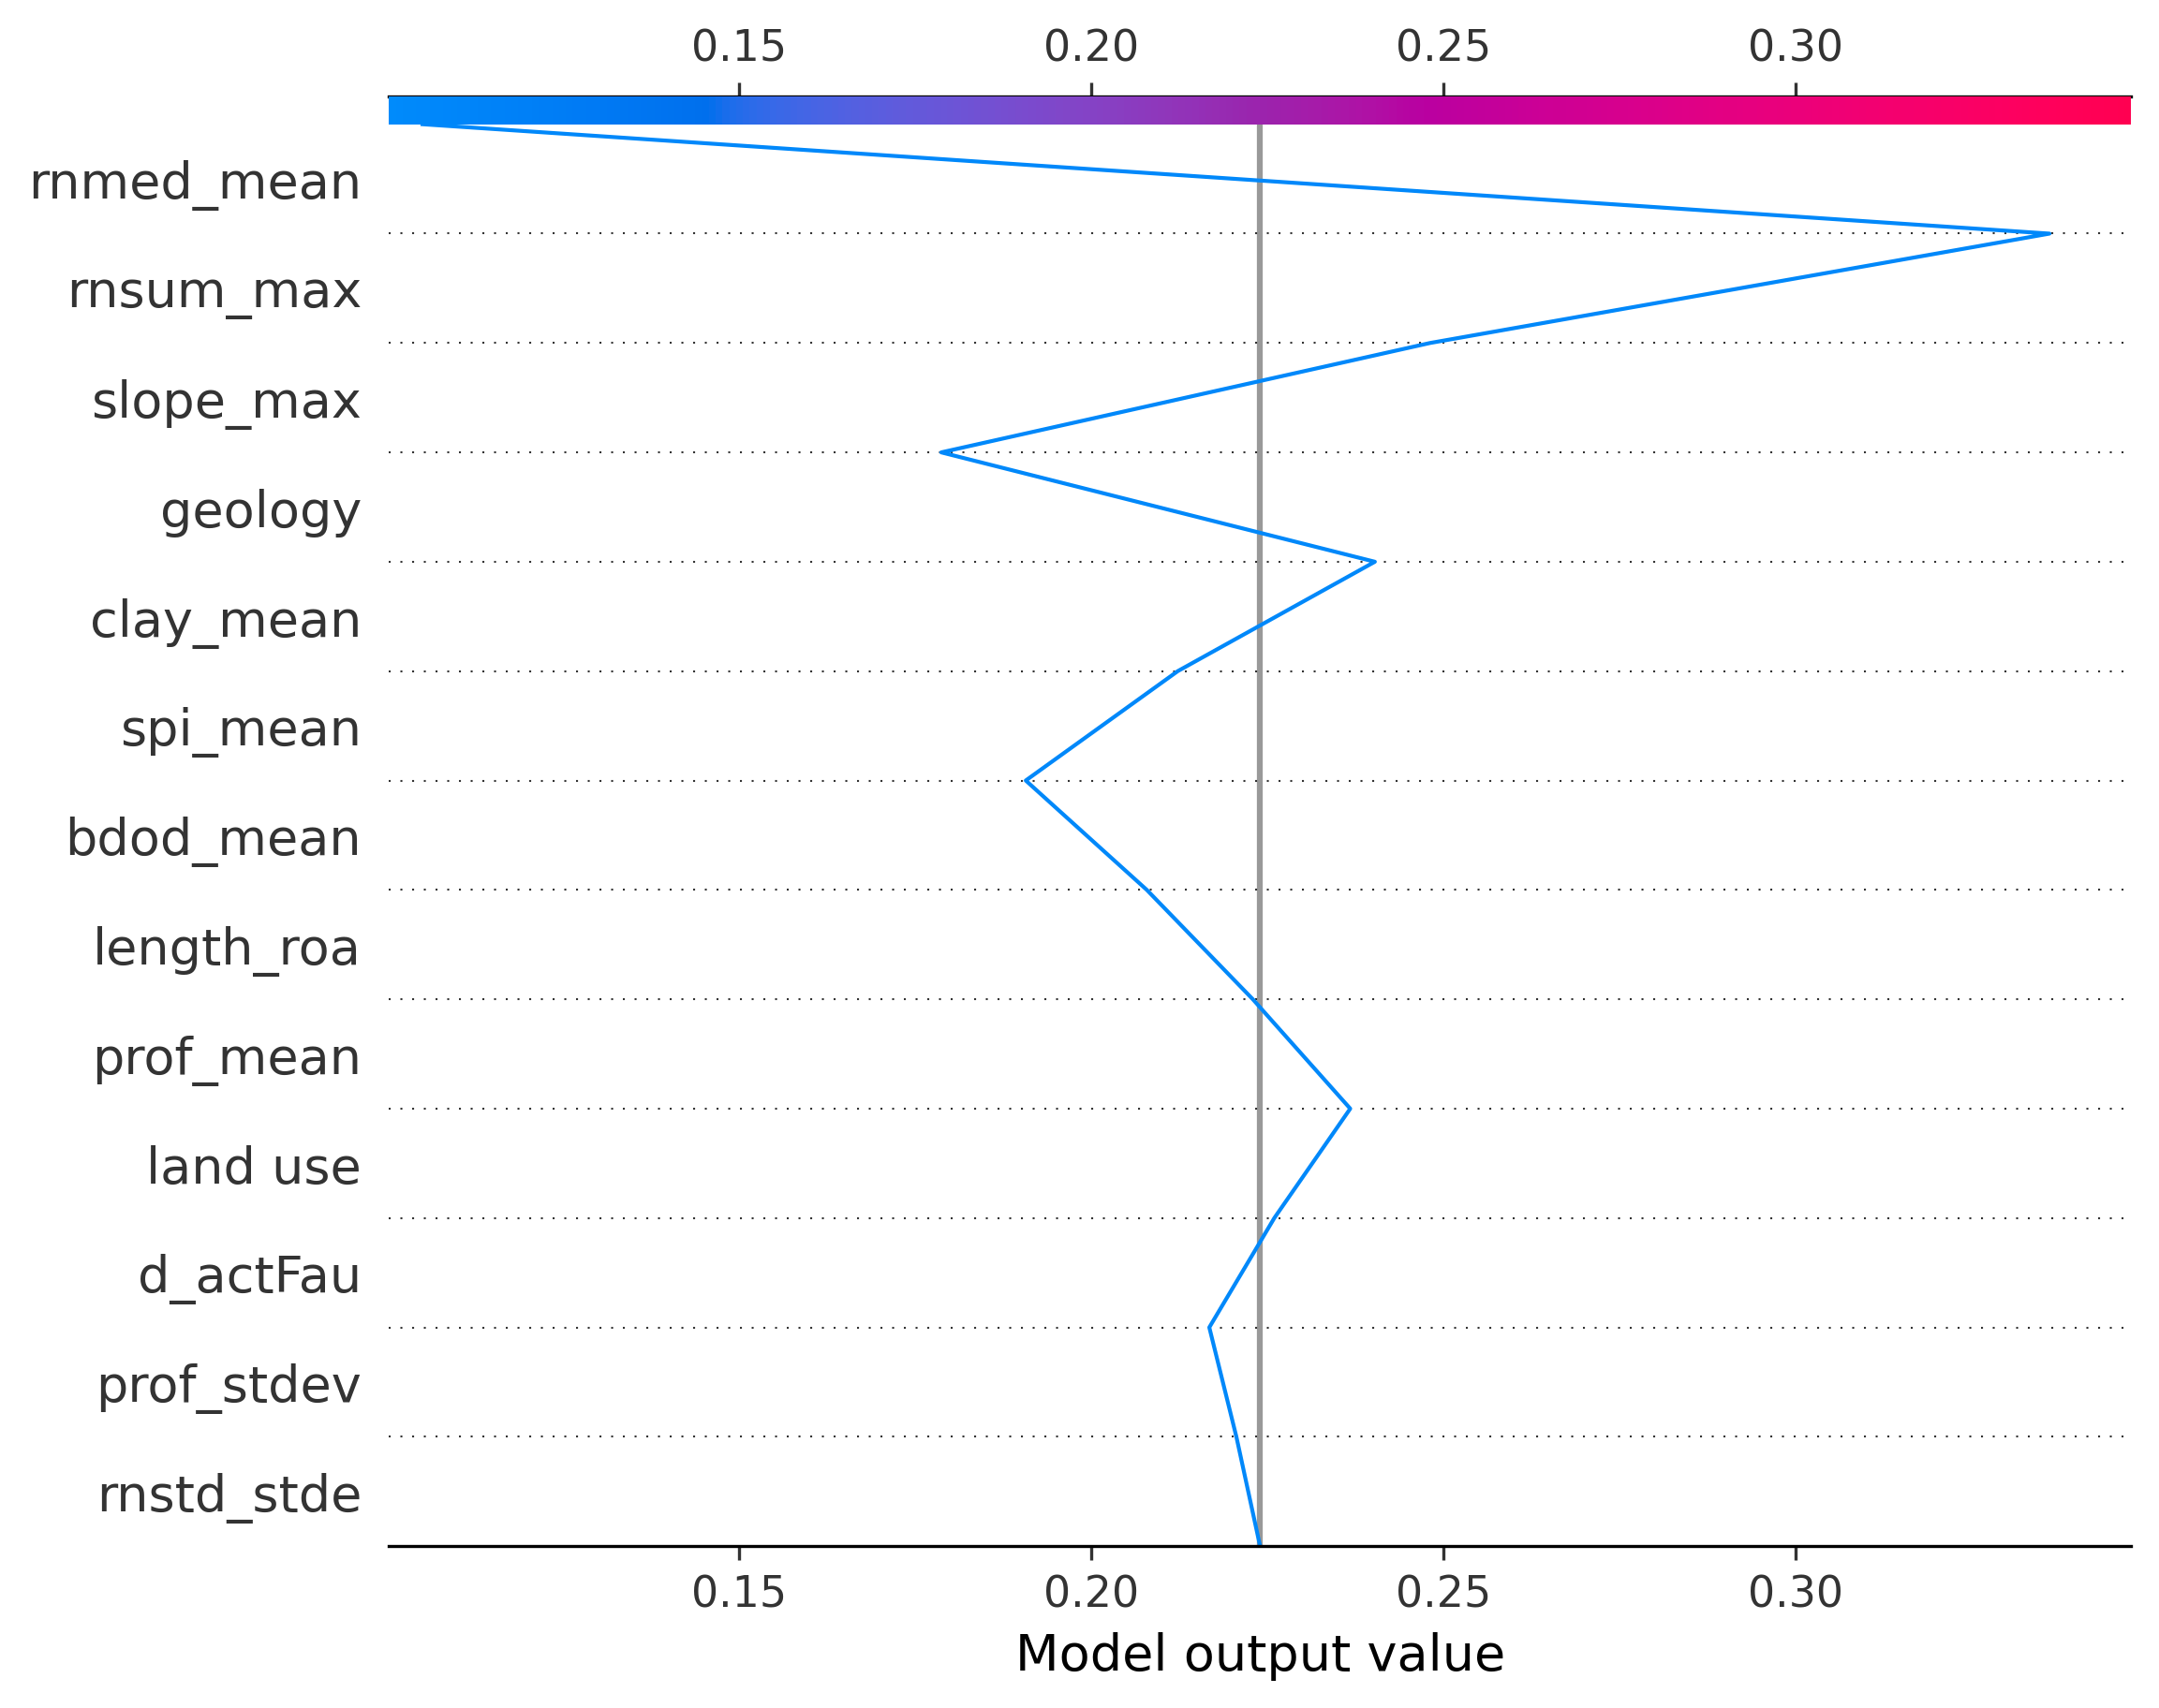 0.15 0.20 0.25 0.30
rnmed_mean
rnsum_max
slope_max
geology
clay_mean
spi_mean
bdod_mean
length_roa
prof_mean
land use
d_actFau
prof_stdev
rnstd_stde
0.15 0.20 0.25 0.30
Model output value